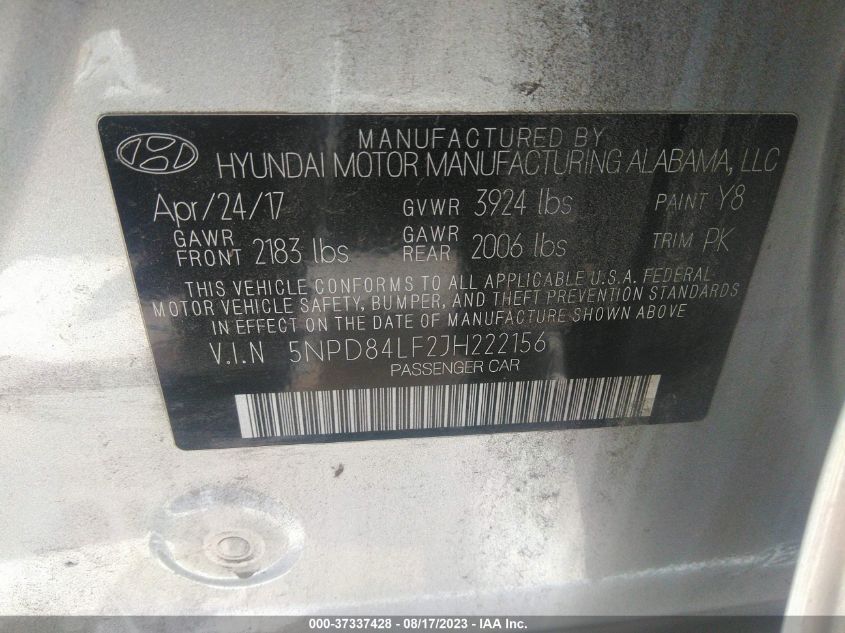 MANUFACTURED BY
HYUNDAI MOTOR MANUFACTURING ALABAMA, LLC
Apr/24/17 GVWR 3924 lbs PAINT Y8
GAWR FRONT 2183 lbs GAWR REAR 2006 lbs TRIM PK
THIS VEHICLE CONFORMS TO ALL APPLICABLE U.S.A. FEDERAL
MOTOR VEHICLE SAFETY, BUMPER, AND THEFT PREVENTION STANDARDS
IN EFFECT ON THE DATE OF MANUFACTURE SHOWN ABOVE
V.I.N 5NPD84LF2JH222156
PASSENGER CAR
000-37337428 - 08/17/2023 - IAA Inc.